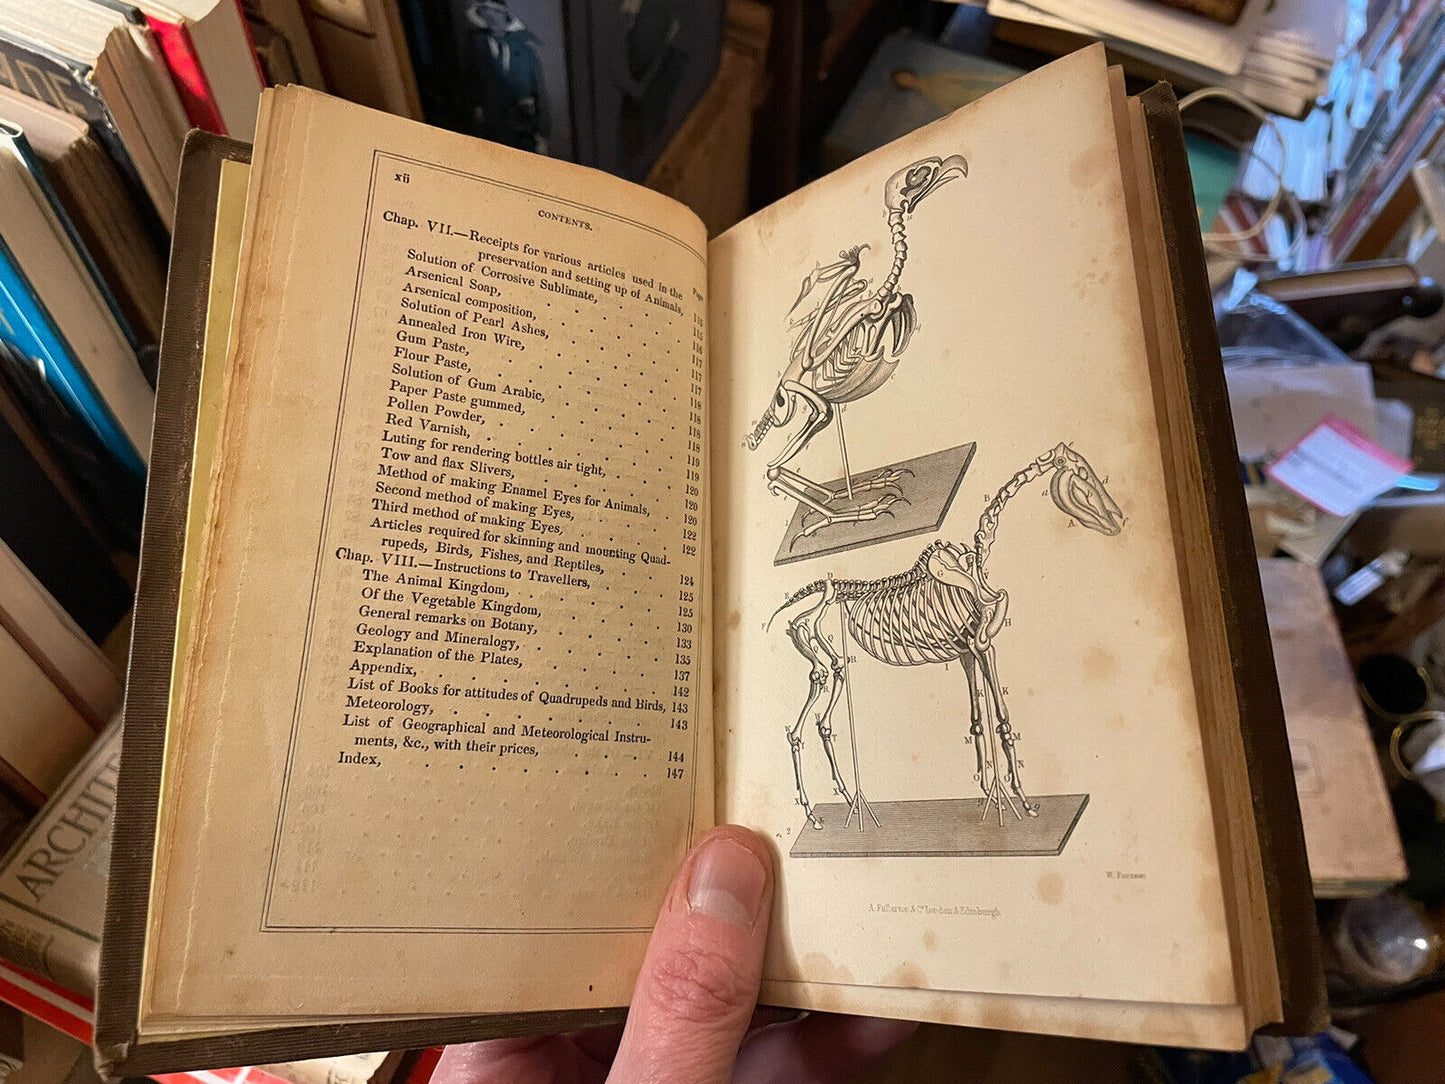 xij
CONTENTS.
Page
Chap. VII.—Receipts for various articles used in the
preservation and setting up of Animals, 115
Solution of Corrosive Sublimate, 115
Arsenical Soap, 116
Arsenical composition, 117
Solution of Pearl Ashes, 117
Annealed Iron Wire, 117
Gum Paste, 118
Flour Paste, 118
Solution of Gum Arabic, 118
Paper Paste gummed, 118
Pollen Powder, 119
Red Varnish, 119
Luting for rendering bottles air tight, 120
Tow and flax Slivers, 120
Method of making Enamel Eyes for Animals, 120
Second method of making Eyes, 122
Third method of making Eyes, 122
Articles required for skinning and mounting Quad-
rupeds, Birds, Fishes, and Reptiles, 124
Chap. VIII.—Instructions to Travellers, 125
The Animal Kingdom, 125
Of the Vegetable Kingdom, 130
General remarks on Botany, 133
Geology and Mineralogy, 135
Explanation of the Plates, 137
Appendix, 142
List of Books for attitudes of Quadrupeds and Birds, 143
Meteorology, 143
List of Geographical and Meteorological Instru-
ments, &c., with their prices, 144
Index, 147
W. Forrest
A. Fullarton & Co. London & Edinburgh
ARCHITE